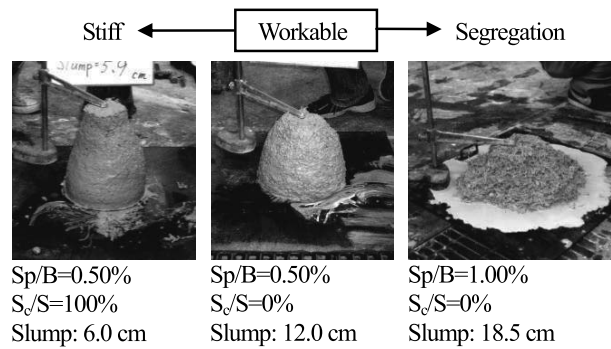 Stiff
Workable
Segregation
Slump=5.9
cm
Sp/B=0.50%
Sc/S=100%
Slump: 6.0 cm
Sp/B=0.50%
Sc/S=0%
Slump: 12.0 cm
Sp/B=1.00%
Sc/S=0%
Slump: 18.5 cm